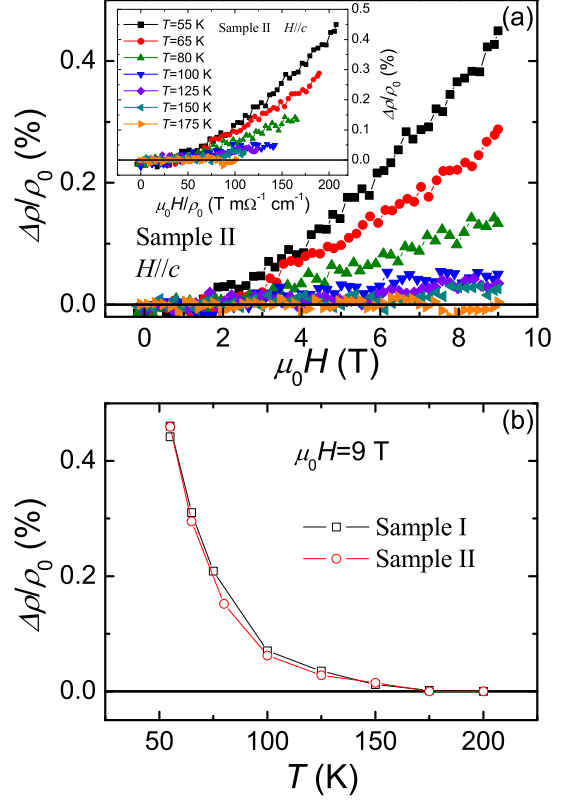 (a)
Δρ/ρ0 (%)
0.4
0.2
0.0
0 2 4 6 8 10
μ0H (T)
Sample II
H//c
T=55 K
T=65 K
T=80 K
T=100 K
T=125 K
T=150 K
T=175 K
Sample II H//c
0.5
0.4
0.3
0.2
0.1
0.0
Δρ/ρ0 (%)
0 50 100 150 200
μ0H/ρ0 (T mΩ⁻¹ cm⁻¹)
(b)
μ0H=9 T
Sample I
Sample II
Δρ/ρ0 (%)
0.4
0.2
0.0
50 100 150 200
T (K)